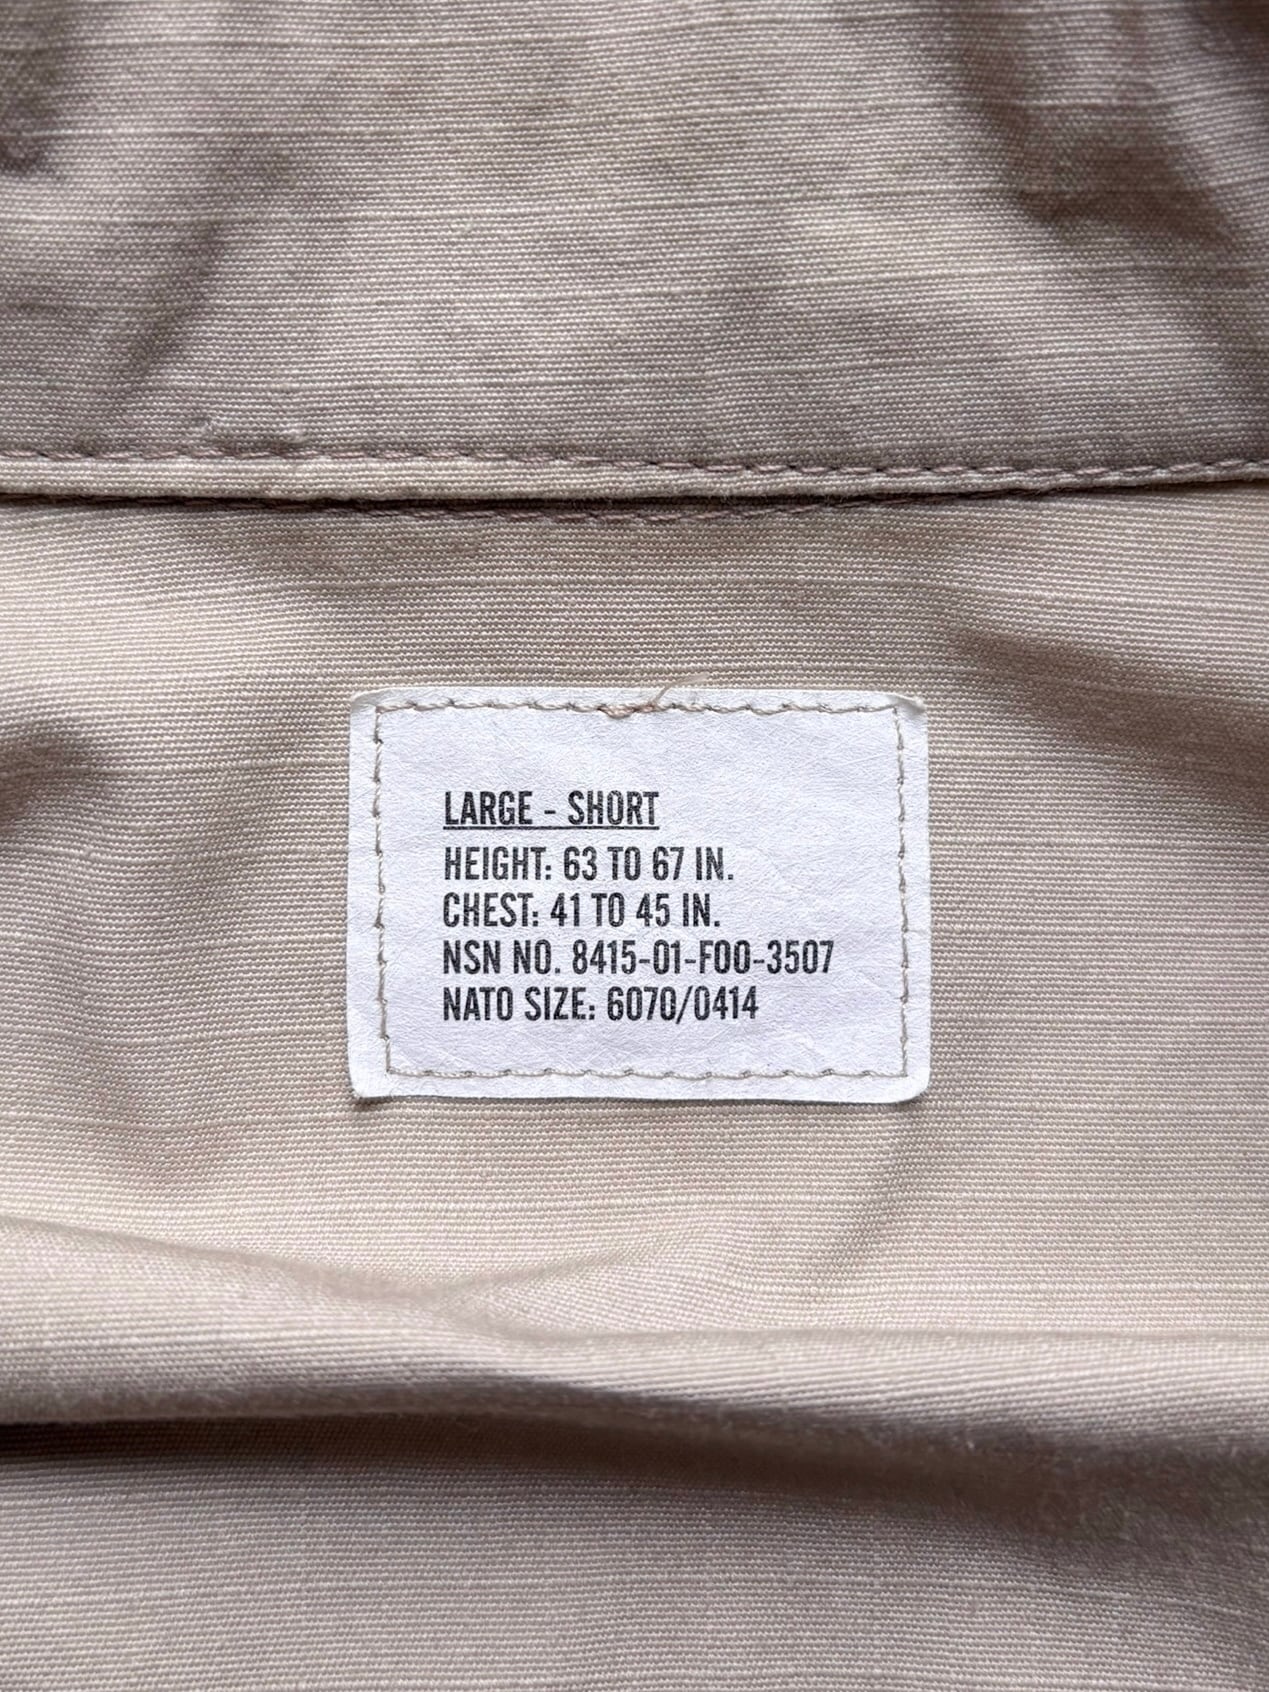 LARGE - SHORT
HEIGHT: 63 TO 67 IN.
CHEST: 41 TO 45 IN.
NSN NO. 8415-01-F00-3507
NATO SIZE: 6070/0414